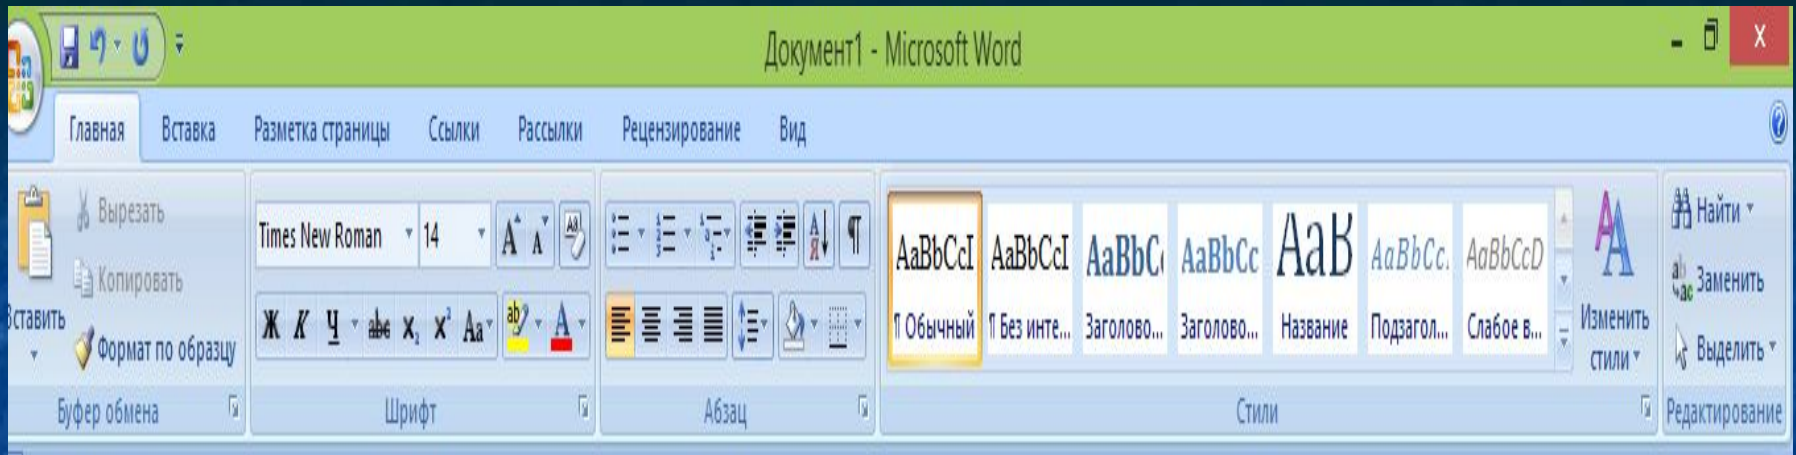 Документ1 - Microsoft Word
X
Главная Вставка Разметка страницы Ссылки Рассылки Рецензирование Вид
Вырезать
Копировать
Формат по образцу
Times New Roman 14
Ж К Ч abc x₂ x² Aa ab A
AaBbCcI AaBbCcI AaBbC AaBbCc АаВ AaBbCc. AaBbCcD
¶ Обычный ¶ Без инте... Заголово... Заголово... Название Подзагол... Слабое в...
Изменить
стили
Найти
Заменить
Выделить
Буфер обмена Шрифт Абзац Стили Редактирование